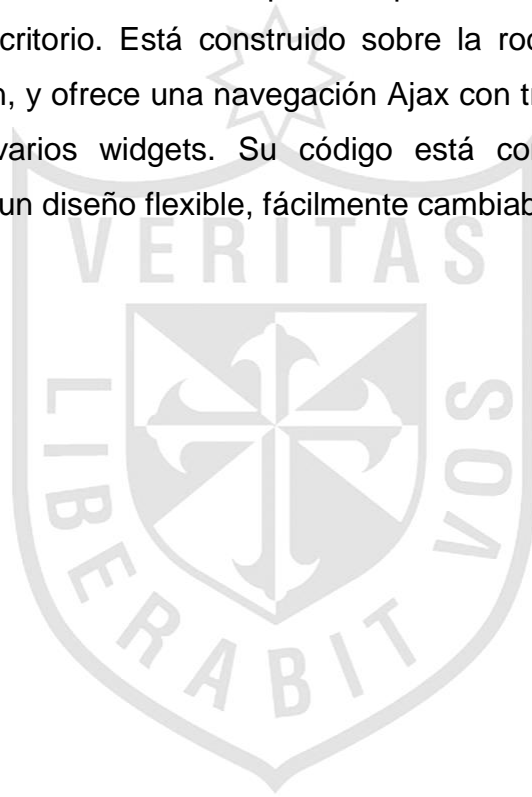 critorio. Está construido sobre la ro
n, y ofrece una navegación Ajax con t
varios widgets. Su código está co
un diseño flexible, fácilmente cambiab
VERITAS
LIBERABIT VOS